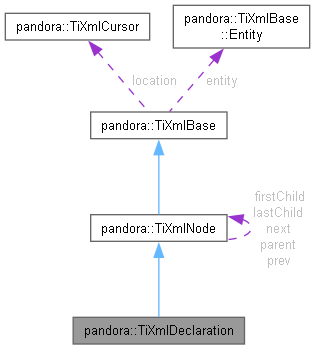 pandora::TiXmlCursor
pandora::TiXmlBase
::Entity
location
entity
pandora::TiXmlBase
firstChild
lastChild
next
parent
prev
pandora::TiXmlNode
pandora::TiXmlDeclaration